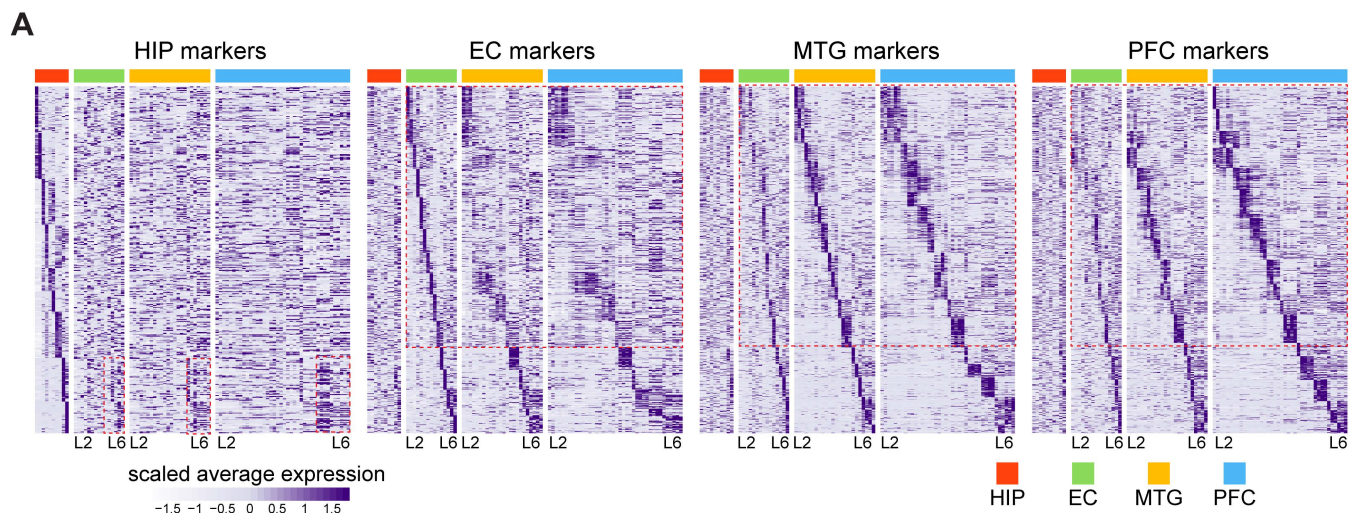 A
HIP markers
EC markers
MTG markers
PFC markers
L2 L6 L2 L6 L2 L6
L2 L6 L2 L6 L2 L6
L2 L6 L2 L6 L2 L6
L2 L6 L2 L6 L2 L6
scaled average expression
−1.5 −1 −0.5 0 0.5 1 1.5
HIP EC MTG PFC